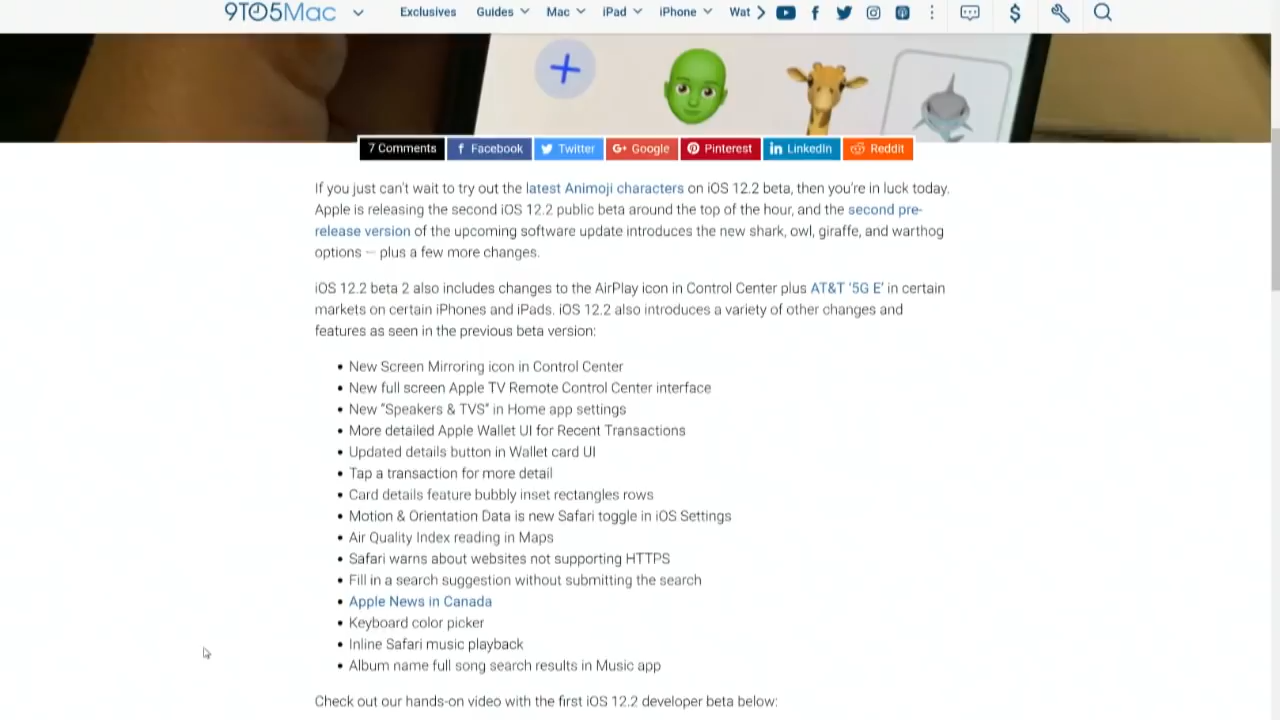 9TO5Mac
Exclusives Guides Mac iPad iPhone Wat
7 Comments Facebook Twitter G+ Google Pinterest in LinkedIn Reddit
If you just can't wait to try out the latest Animoji characters on iOS 12.2 beta, then you're in luck today.
Apple is releasing the second iOS 12.2 public beta around the top of the hour, and the second pre-
release version of the upcoming software update introduces the new shark, owl, giraffe, and warthog
options — plus a few more changes.
iOS 12.2 beta 2 also includes changes to the AirPlay icon in Control Center plus AT&T '5G E' in certain
markets on certain iPhones and iPads. iOS 12.2 also introduces a variety of other changes and
features as seen in the previous beta version:
• New Screen Mirroring icon in Control Center
• New full screen Apple TV Remote Control Center interface
• New "Speakers & TVS" in Home app settings
• More detailed Apple Wallet UI for Recent Transactions
• Updated details button in Wallet card UI
• Tap a transaction for more detail
• Card details feature bubbly inset rectangles rows
• Motion & Orientation Data is new Safari toggle in iOS Settings
• Air Quality Index reading in Maps
• Safari warns about websites not supporting HTTPS
• Fill in a search suggestion without submitting the search
• Apple News in Canada
• Keyboard color picker
• Inline Safari music playback
• Album name full song search results in Music app
Check out our hands-on video with the first iOS 12.2 developer beta below: